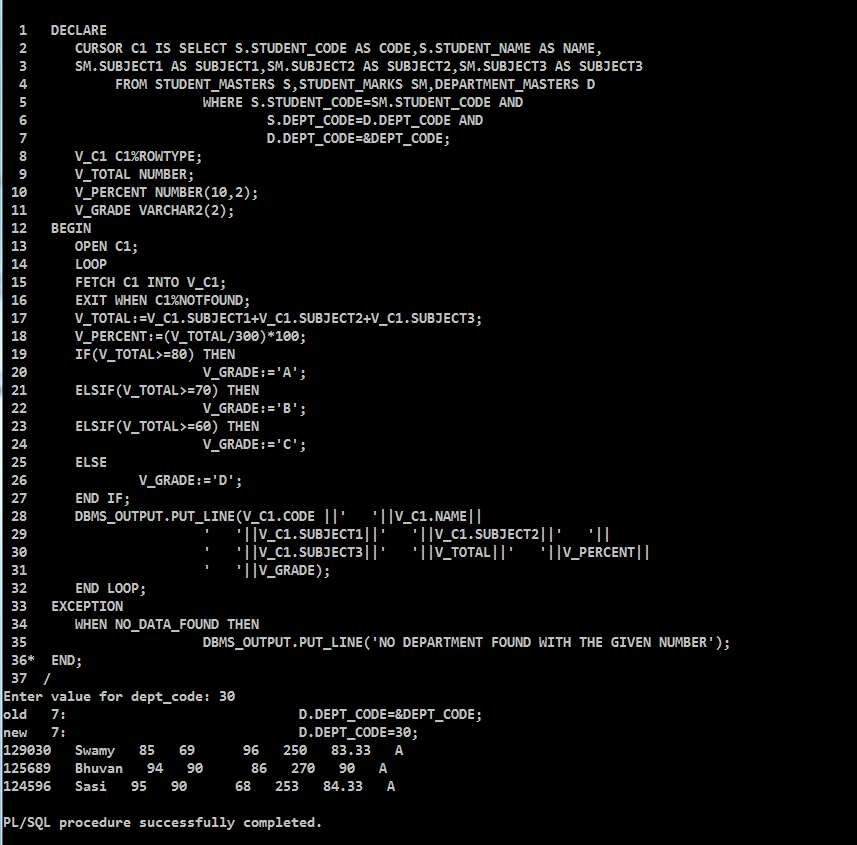 1 DECLARE
2 CURSOR C1 IS SELECT S.STUDENT_CODE AS CODE,S.STUDENT_NAME AS NAME,
3 SM.SUBJECT1 AS SUBJECT1,SM.SUBJECT2 AS SUBJECT2,SM.SUBJECT3 AS SUBJECT3
4 FROM STUDENT_MASTERS S,STUDENT_MARKS SM,DEPARTMENT_MASTERS D
5 WHERE S.STUDENT_CODE=SM.STUDENT_CODE AND
6 S.DEPT_CODE=D.DEPT_CODE AND
7 D.DEPT_CODE=&DEPT_CODE;
8 V_C1 C1%ROWTYPE;
9 V_TOTAL NUMBER;
10 V_PERCENT NUMBER(10,2);
11 V_GRADE VARCHAR2(2);
12 BEGIN
13 OPEN C1;
14 LOOP
15 FETCH C1 INTO V_C1;
16 EXIT WHEN C1%NOTFOUND;
17 V_TOTAL:=V_C1.SUBJECT1+V_C1.SUBJECT2+V_C1.SUBJECT3;
18 V_PERCENT:=(V_TOTAL/300)*100;
19 IF(V_TOTAL>=80) THEN
20 V_GRADE:='A';
21 ELSIF(V_TOTAL>=70) THEN
22 V_GRADE:='B';
23 ELSIF(V_TOTAL>=60) THEN
24 V_GRADE:='C';
25 ELSE
26 V_GRADE:='D';
27 END IF;
28 DBMS_OUTPUT.PUT_LINE(V_C1.CODE ||'   '||V_C1.NAME||
29 '   '||V_C1.SUBJECT1||'   '||V_C1.SUBJECT2||'   '||
30 '   '||V_C1.SUBJECT3||'   '||V_TOTAL||'   '||V_PERCENT||
31 '   '||V_GRADE);
32 END LOOP;
33 EXCEPTION
34 WHEN NO_DATA_FOUND THEN
35 DBMS_OUTPUT.PUT_LINE('NO DEPARTMENT FOUND WITH THE GIVEN NUMBER');
36* END;
37 /
Enter value for dept_code: 30
old 7: D.DEPT_CODE=&DEPT_CODE;
new 7: D.DEPT_CODE=30;
129030 Swamy 85 69 96 250 83.33 A
125689 Bhuvan 94 90 86 270 90 A
124596 Sasi 95 90 68 253 84.33 A
PL/SQL procedure successfully completed.